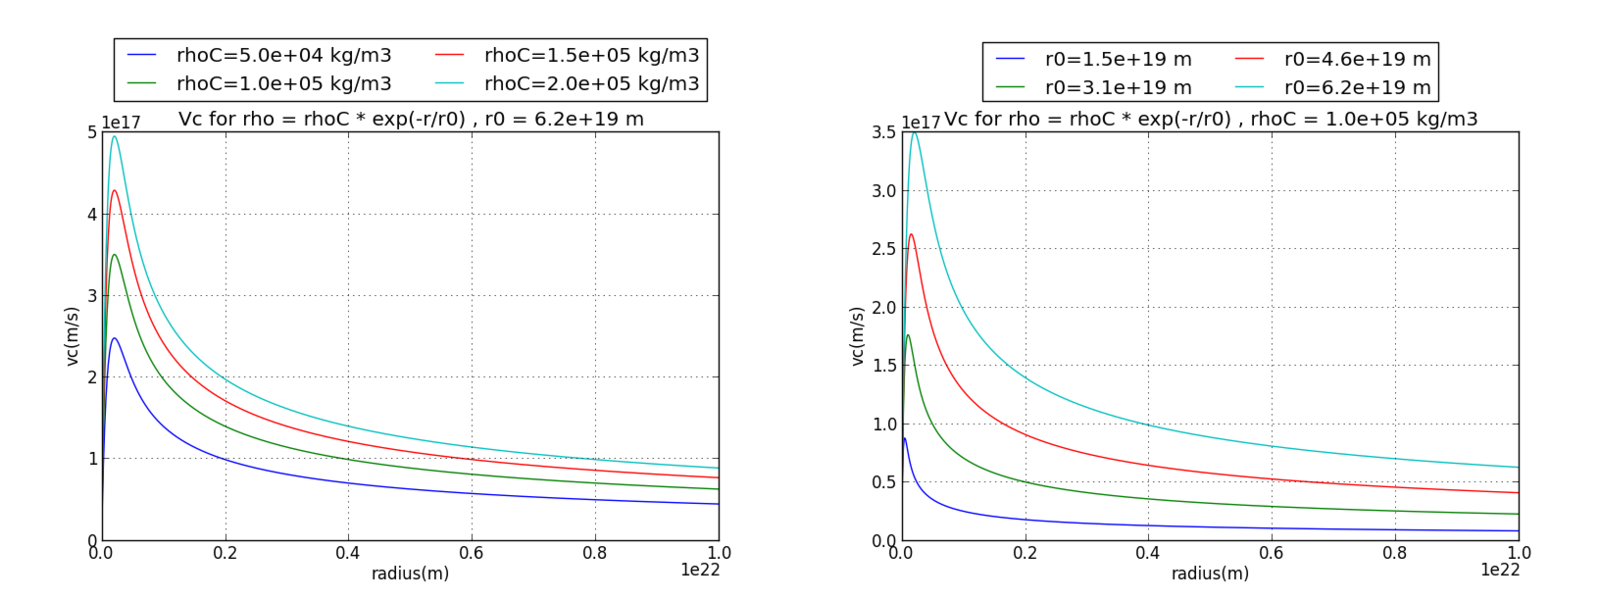 rhoC=5.0e+04 kg/m3 rhoC=1.5e+05 kg/m3
rhoC=1.0e+05 kg/m3 rhoC=2.0e+05 kg/m3
1e17 Vc for rho = rhoC * exp(-r/r0) , r0 = 6.2e+19 m
5
4
3
2
1
0
vc(m/s)
0.0 0.2 0.4 0.6 0.8 1.0
radius(m) 1e22
r0=1.5e+19 m r0=4.6e+19 m
r0=3.1e+19 m r0=6.2e+19 m
1e17 Vc for rho = rhoC * exp(-r/r0) , rhoC = 1.0e+05 kg/m3
3.5
3.0
2.5
2.0
1.5
1.0
0.5
0.0
vc(m/s)
0.0 0.2 0.4 0.6 0.8 1.0
radius(m) 1e22